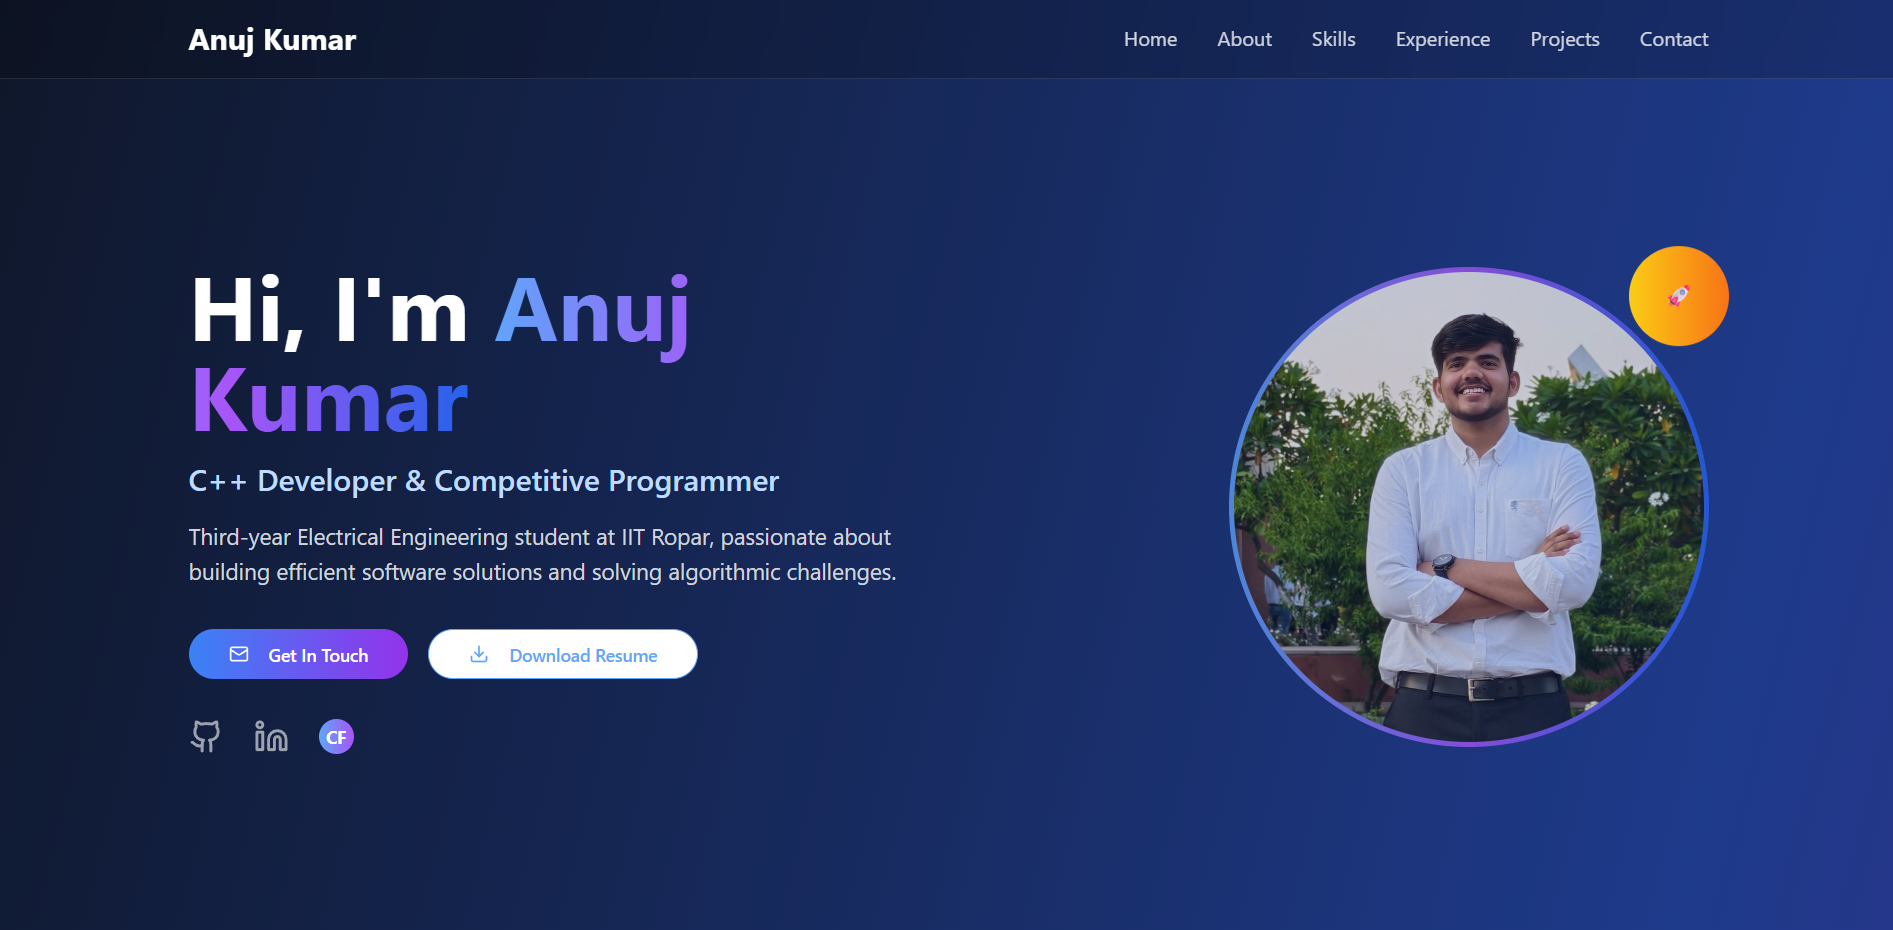 Anuj Kumar
Home About Skills Experience Projects Contact
Hi, I'm Anuj
Kumar
C++ Developer & Competitive Programmer
Third-year Electrical Engineering student at IIT Ropar, passionate about
building efficient software solutions and solving algorithmic challenges.
Get In Touch
Download Resume
in
CF